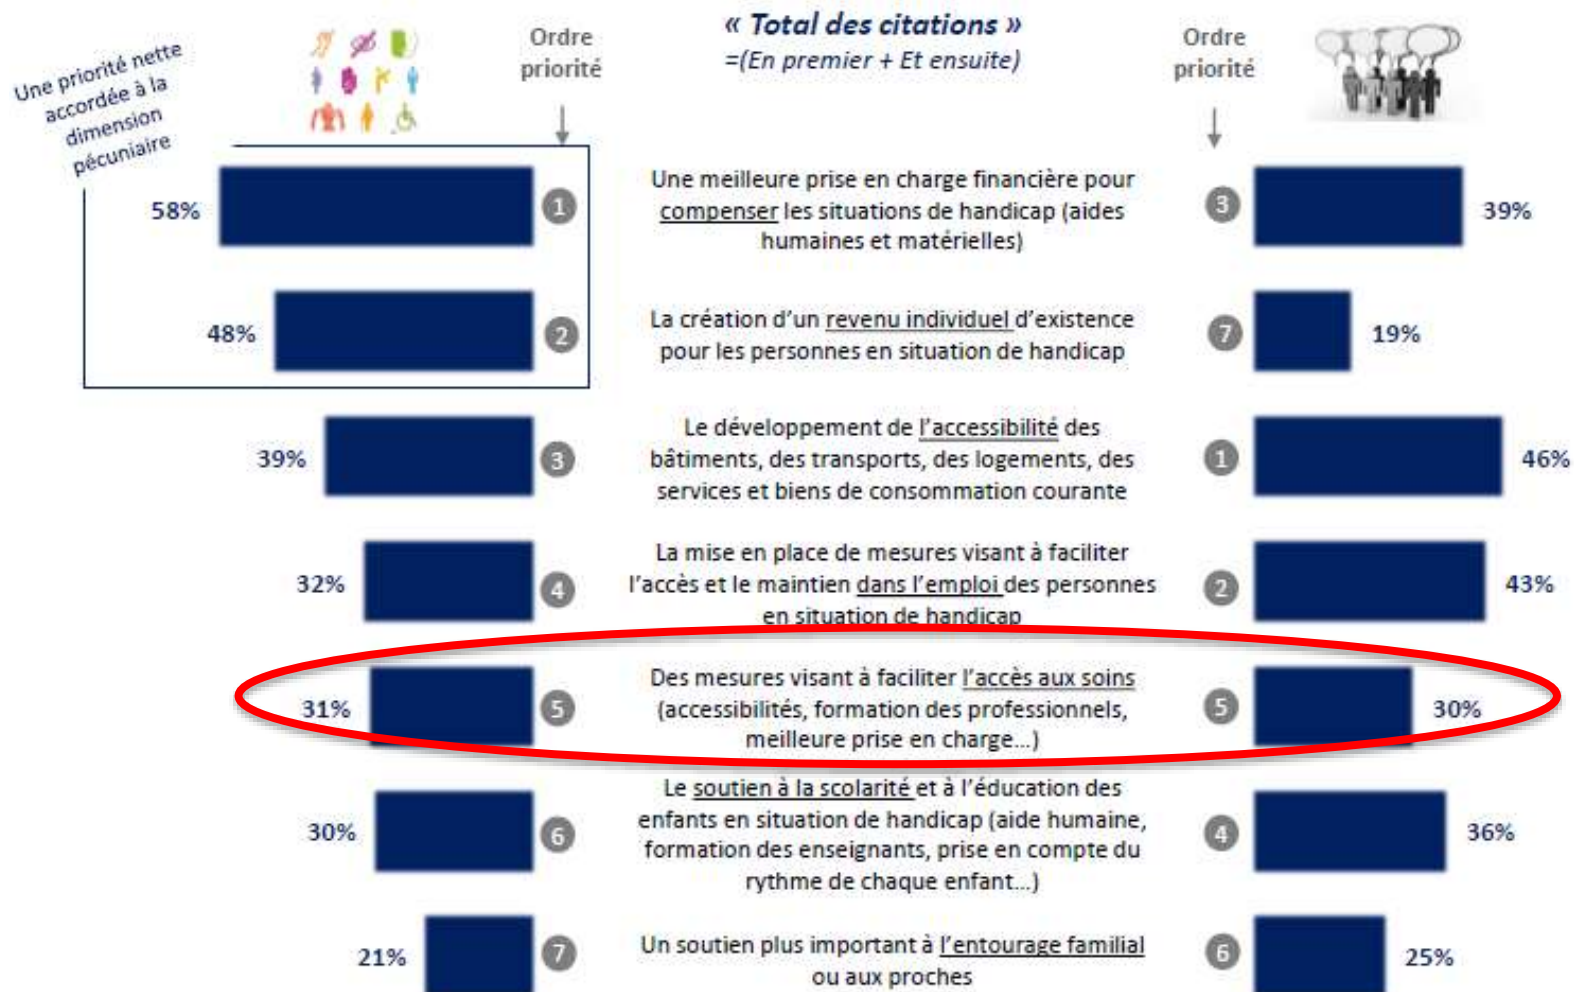 Une priorité nette
accordée à la
dimension
pécuniaire
Ordre
priorité
« Total des citations »
=(En premier + Et ensuite)
Ordre
priorité
58%
1
Une meilleure prise en charge financière pour
compenser les situations de handicap (aides
humaines et matérielles)
3
39%
48%
2
La création d'un revenu individuel d'existence
pour les personnes en situation de handicap
7
19%
39%
3
Le développement de l'accessibilité des
bâtiments, des transports, des logements, des
services et biens de consommation courante
1
46%
32%
4
La mise en place de mesures visant à faciliter
l'accès et le maintien dans l'emploi des personnes
en situation de handicap
2
43%
31%
5
Des mesures visant à faciliter l'accès aux soins
(accessibilités, formation des professionnels,
meilleure prise en charge...)
5
30%
30%
6
Le soutien à la scolarité et à l'éducation des
enfants en situation de handicap (aide humaine,
formation des enseignants, prise en compte du
rythme de chaque enfant...)
4
36%
21%
7
Un soutien plus important à l'entourage familial
ou aux proches
6
25%